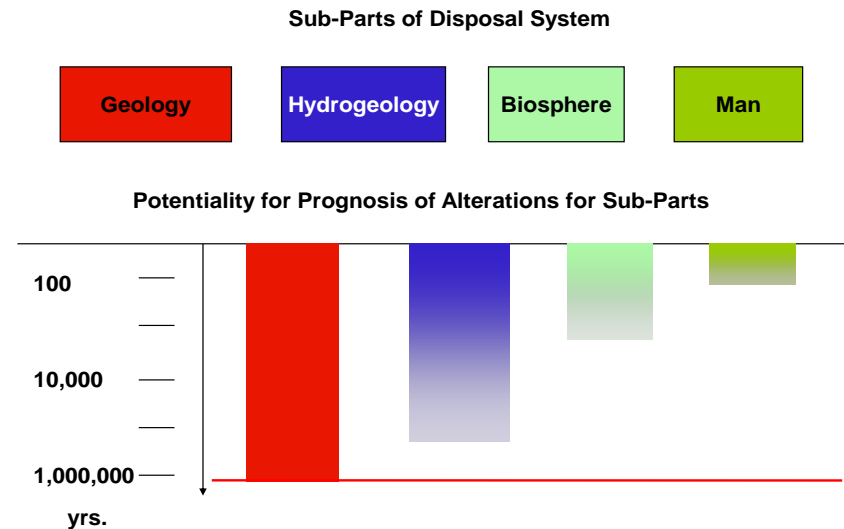 Sub-Parts of Disposal System
Geology
Hydrogeology
Biosphere
Man
Potentiality for Prognosis of Alterations for Sub-Parts
100
10,000
1,000,000
yrs.